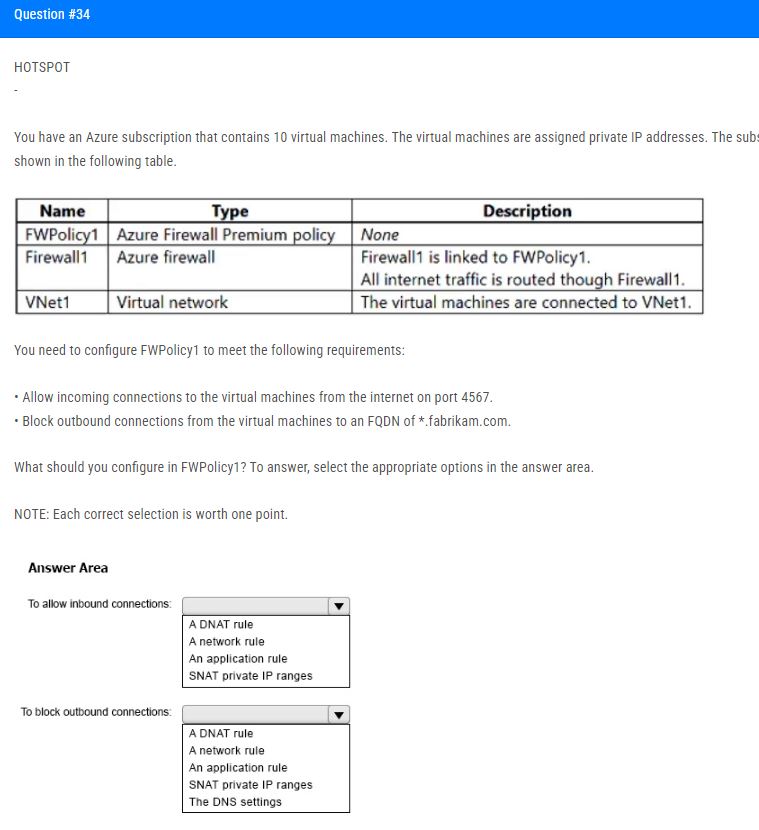 Question #34
HOTSPOT
-
You have an Azure subscription that contains 10 virtual machines. The virtual machines are assigned private IP addresses. The subs
shown in the following table.
Name Type Description
FWPolicy1 Azure Firewall Premium policy None
Firewall1 Azure firewall Firewall1 is linked to FWPolicy1.
All internet traffic is routed though Firewall1.
VNet1 Virtual network The virtual machines are connected to VNet1.
You need to configure FWPolicy1 to meet the following requirements:
• Allow incoming connections to the virtual machines from the internet on port 4567.
• Block outbound connections from the virtual machines to an FQDN of *.fabrikam.com.
What should you configure in FWPolicy1? To answer, select the appropriate options in the answer area.
NOTE: Each correct selection is worth one point.
Answer Area
To allow inbound connections:
A DNAT rule
A network rule
An application rule
SNAT private IP ranges
To block outbound connections:
A DNAT rule
A network rule
An application rule
SNAT private IP ranges
The DNS settings